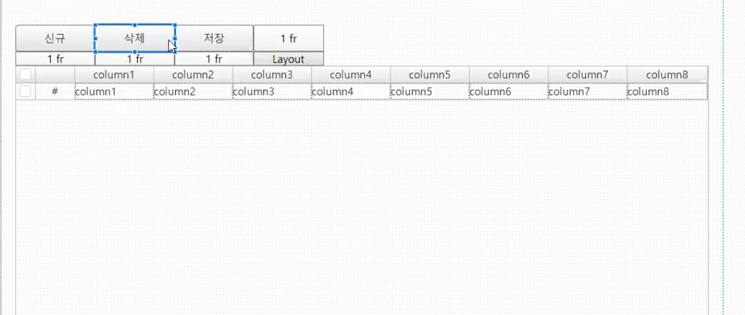 신규 삭제 저장 1 fr
1 fr 1 fr 1 fr Layout
column1 column2 column3 column4 column5 column6 column7 column8
# column1 column2 column3 column4 column5 column6 column7 column8